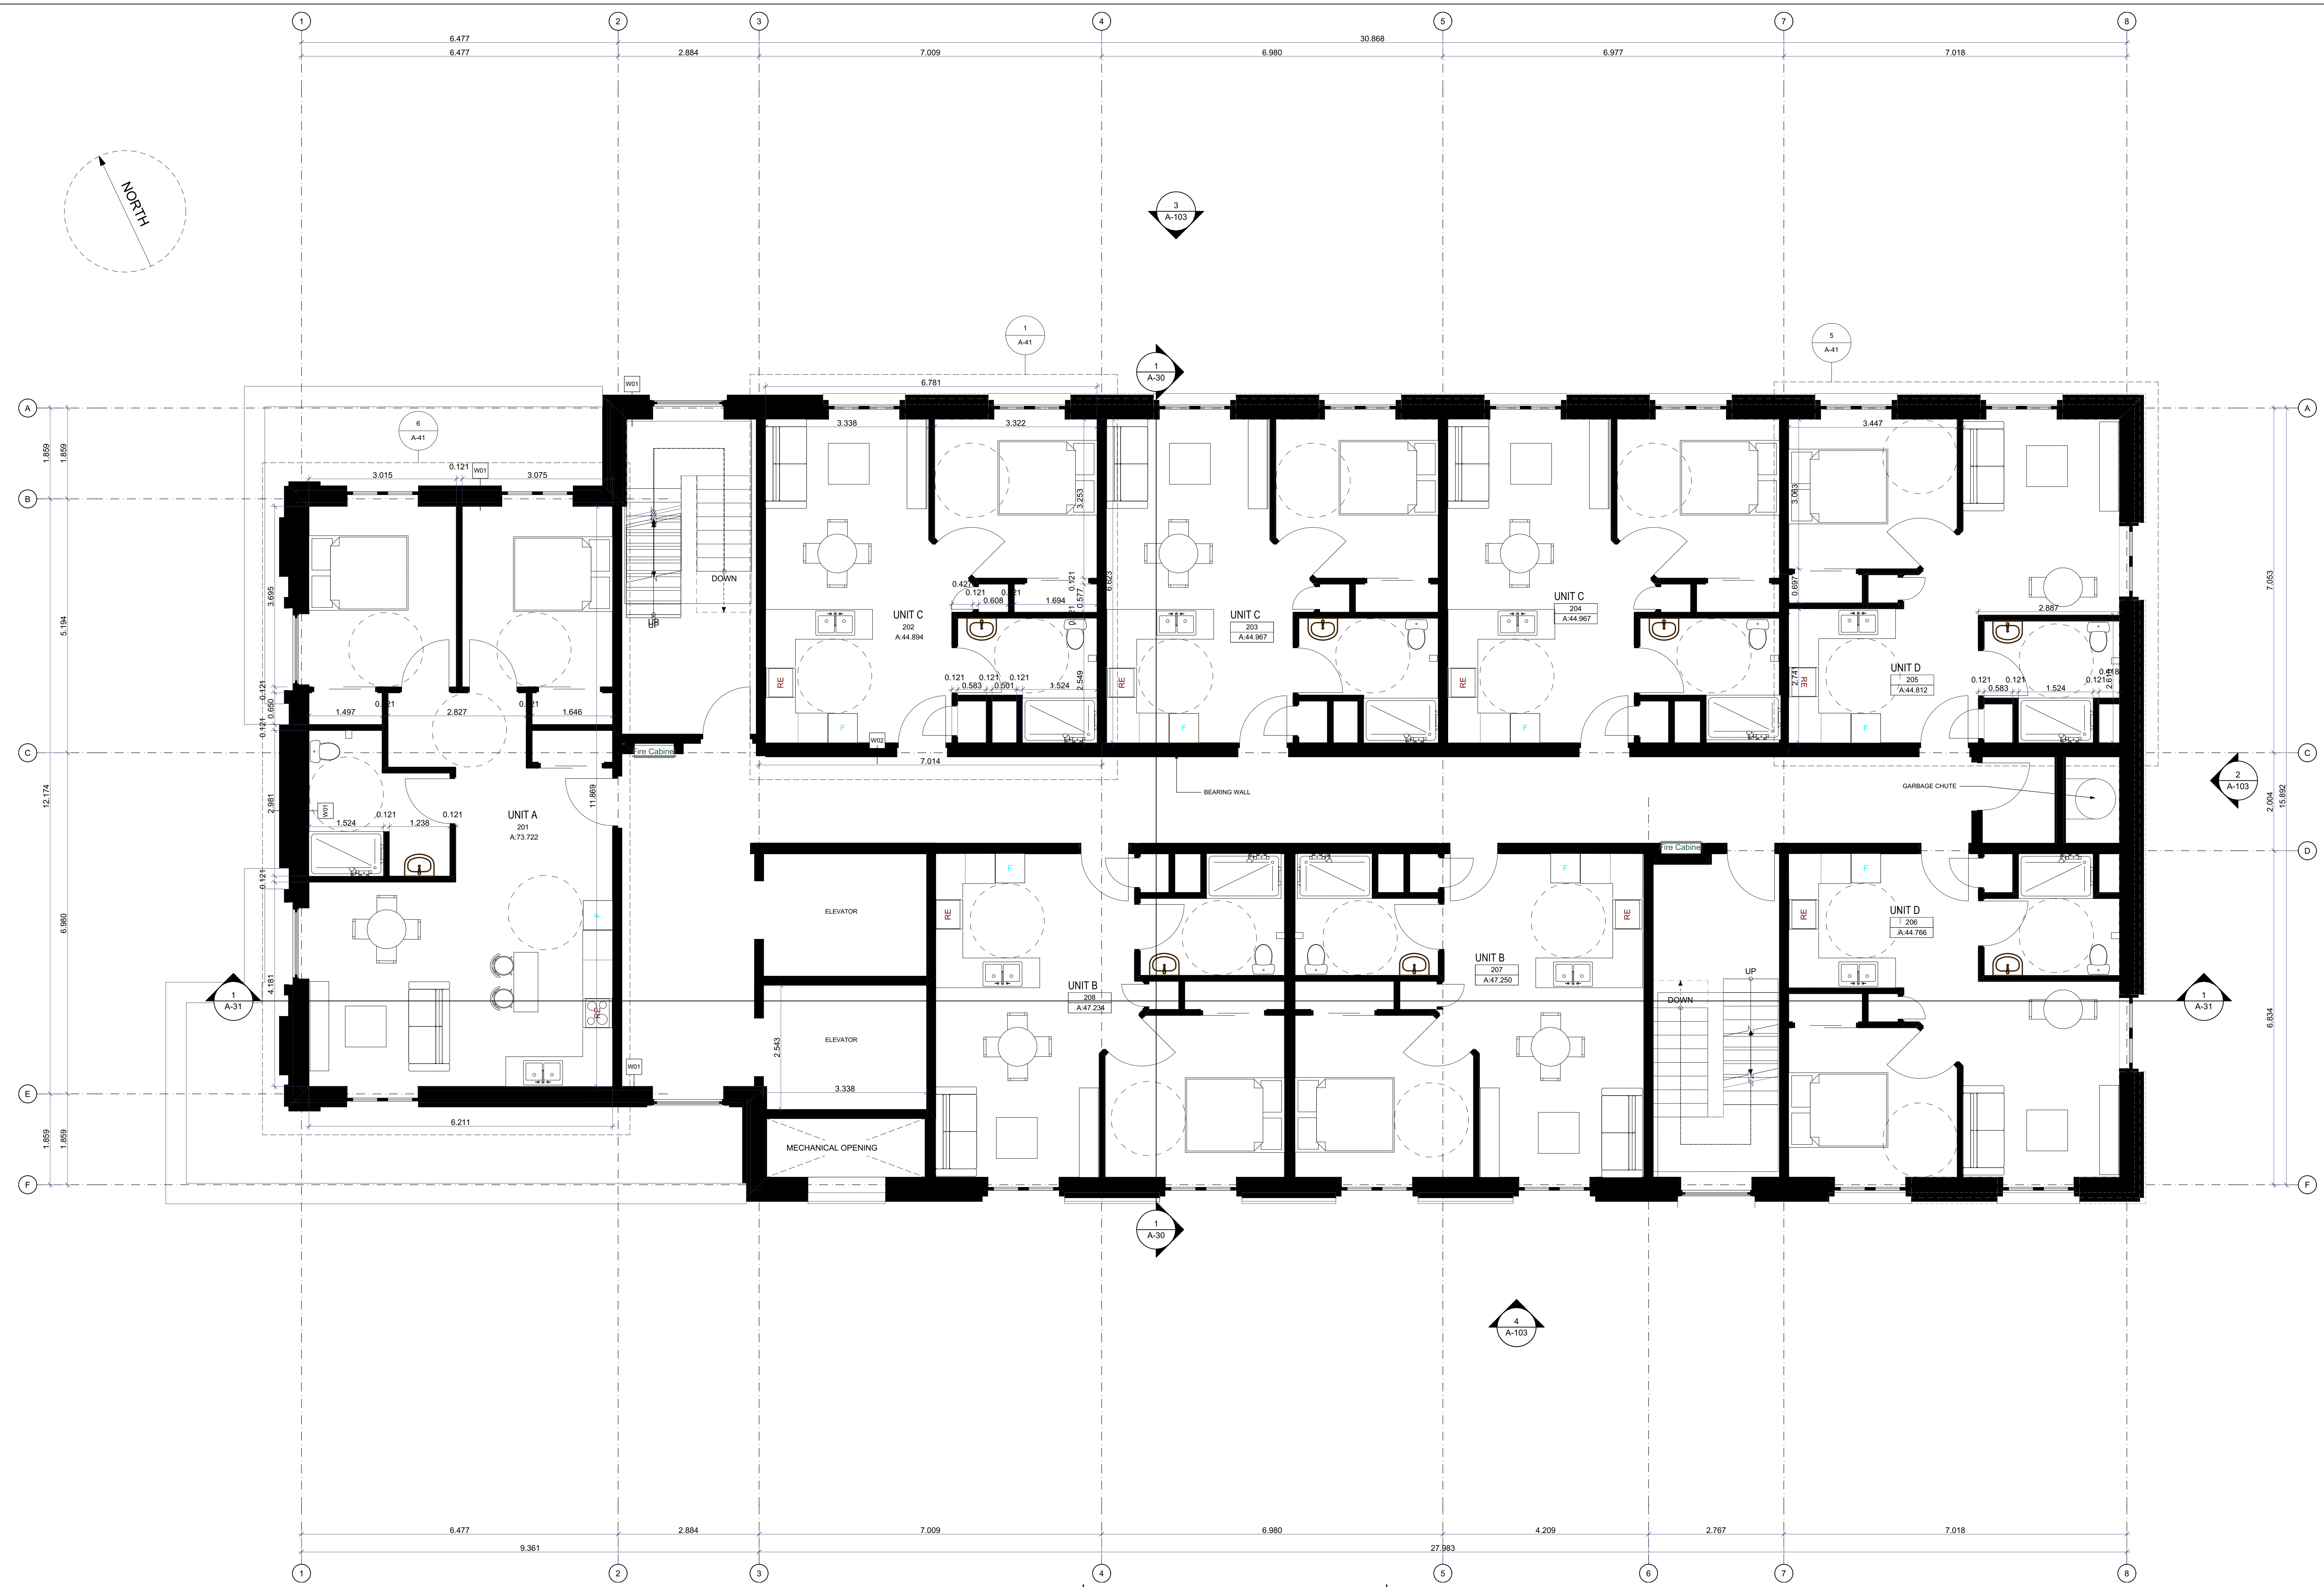 1 2 3 4 5 7 8
6.477 30.868
6.477 2.884 7.009 6.980 6.977 7.018
NORTH
3
A-103
1
A-41
5
A-41
1
A-30
W01
6.781
A A
6
A-41
3.338 3.322 3.447
1.859 1.859
0.121
W01
3.015 3.075
B
3.253
3.063
DOWN
7.053
3.695
5.194
0.427 0.121
0.121 0.608 1.694 0.577
6.623
0.697
UP
UNIT C
202
A:44.894
UNIT C
203
A:44.967
UNIT C
204
A:44.967
2.887
UNIT D
205
A:44.812
RE RE RE RE
2.549
2.741
2.611
0.121 0.121 0.121
0.583 0.501 1.524
0.121 0.121 0.121
0.583 1.524
0.121
0.650
0.121
1.497 2.827 1.646
F F F F
W02
Fire Cabine
C C
7.014
BEARING WALL
GARBAGE CHUTE
2
A-103
12.174
2.981
11.869
2.004
15.892
W01
1.524 0.121 1.238 0.121
UNIT A
201
A:73.722
0.121
Fire Cabine
D
F F F F
6.980
ELEVATOR
RE RE RE
UNIT D
206
A:44.766
4.181
UNIT B
208
A:47.234
UNIT B
207
A:47.250
UP
DOWN
1
A-31
1
A-31
RE
6.834
ELEVATOR
2.543
W01
3.338
E
6.211
1.859 1.859
MECHANICAL OPENING
F F
1
A-30
4
A-103
6.477 2.884 7.009 6.980 4.209 2.767 7.018
9.361 27.983
1 2 3 4 5 6 7 8